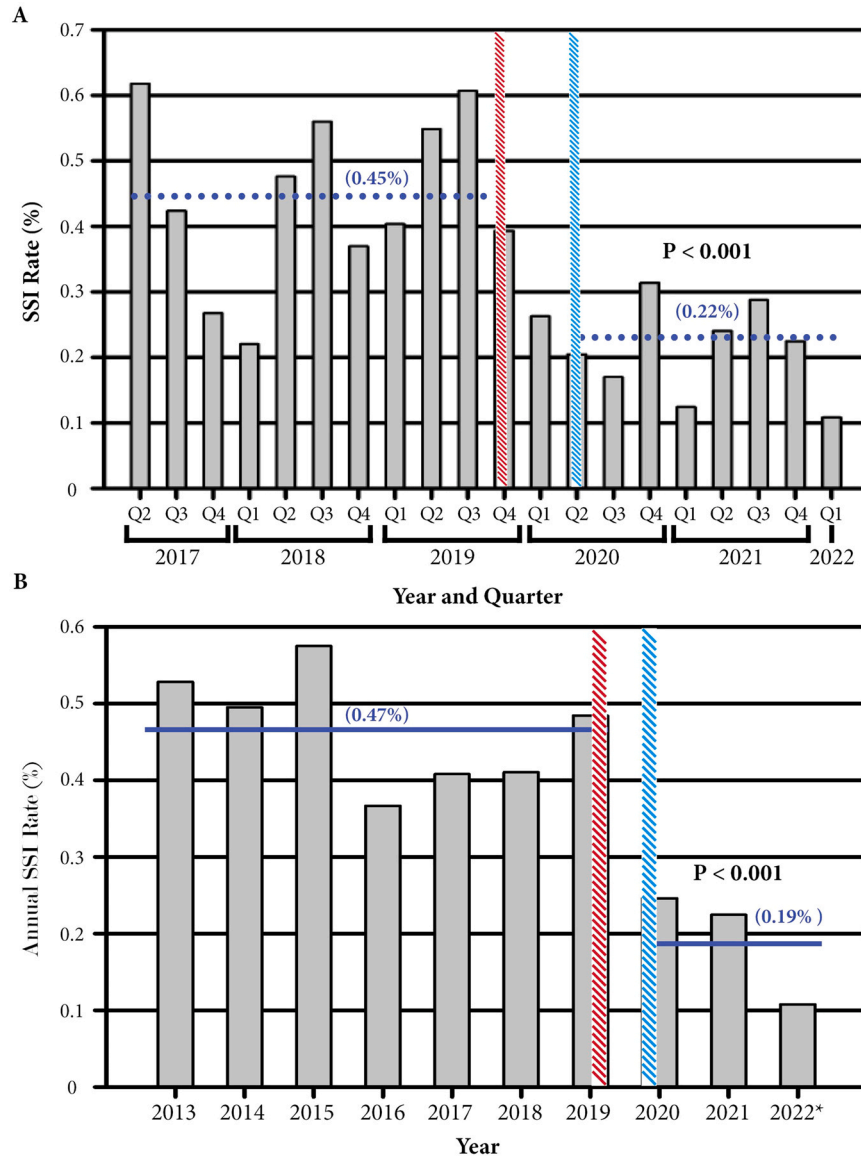 A
0.7
0.6
0.5
0.4
0.3
0.2
0.1
0
SSI Rate (%)
(0.45%)
P < 0.001
(0.22%)
Q2 Q3 Q4 Q1 Q2 Q3 Q4 Q1 Q2 Q3 Q4 Q1 Q2 Q3 Q4 Q1 Q2 Q3 Q4 Q1
2017 2018 2019 2020 2021 2022
Year and Quarter
B
0.6
0.5
0.4
0.3
0.2
0.1
0
Annual SSI Rate (%)
(0.47%)
P < 0.001
(0.19% )
2013 2014 2015 2016 2017 2018 2019 2020 2021 2022*
Year